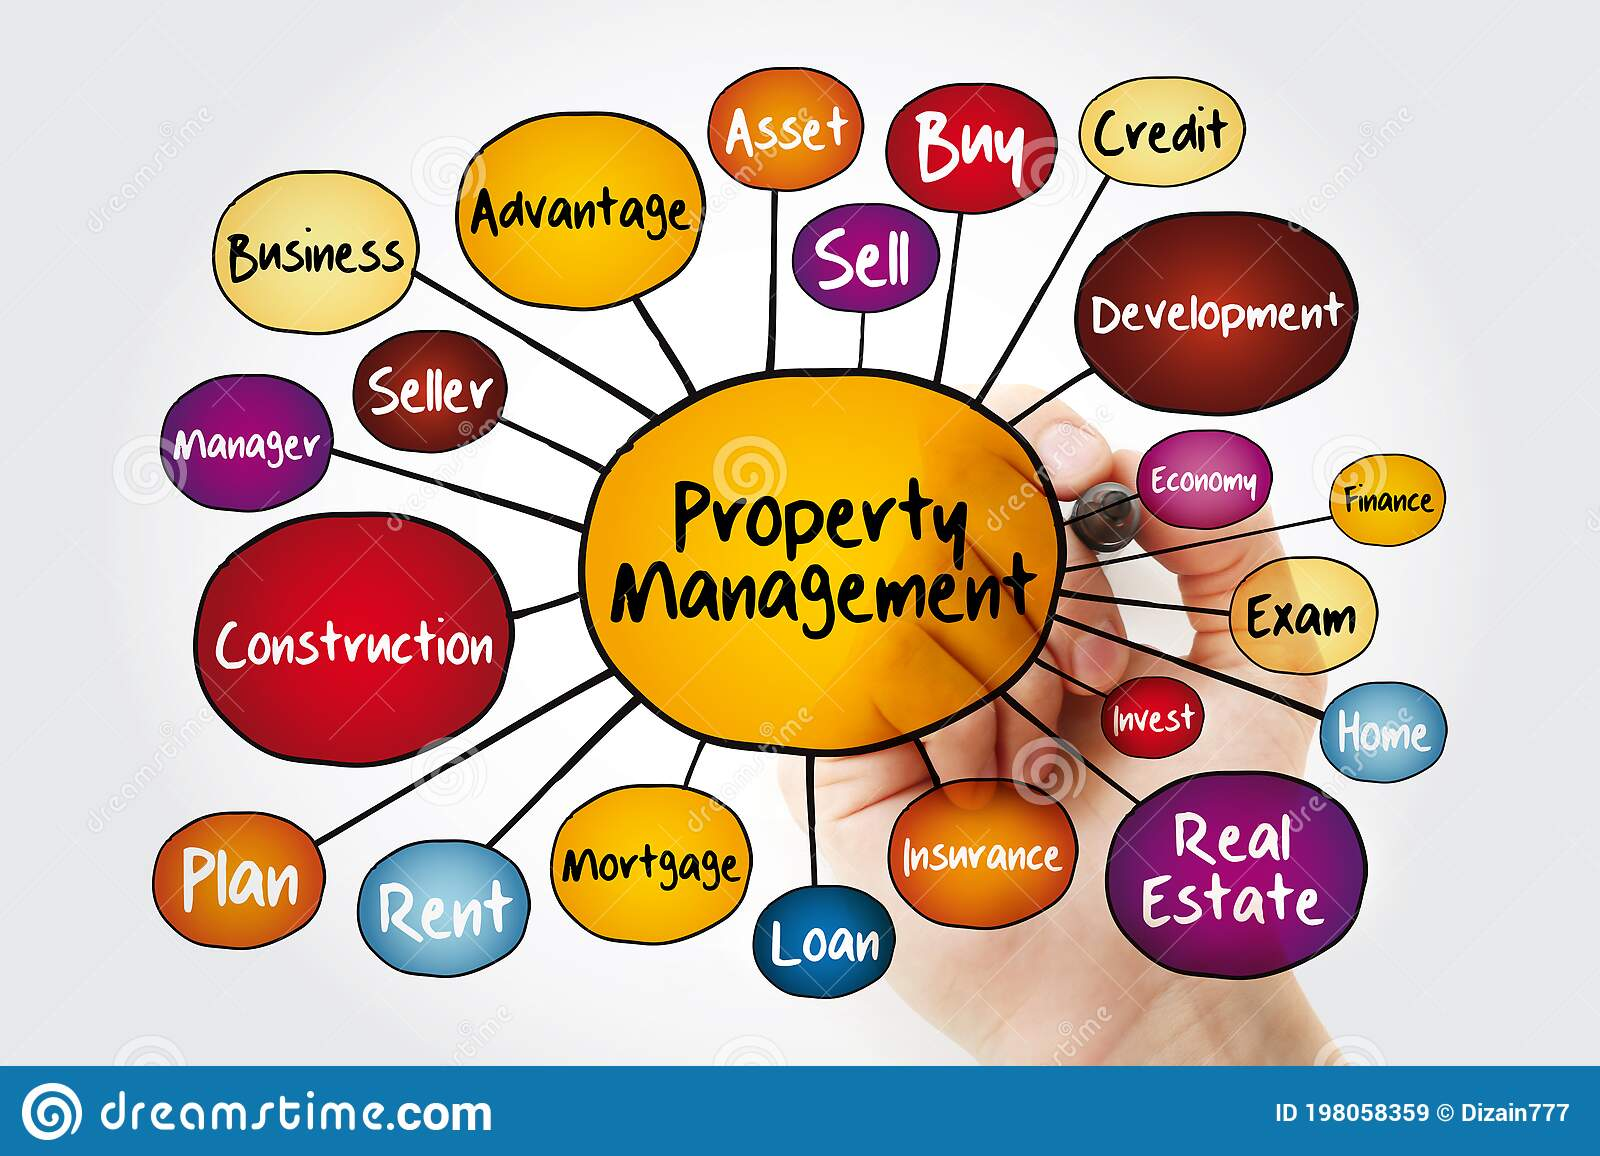 Asset
Buy
Credit
Advantage
Business
Sell
Development
Seller
Manager
Economy
Finance
Property
Management
Exam
Construction
Invest
Home
Plan
Rent
Mortgage
Loan
Insurance
Real
Estate
dreamstime.com
ID 198058359 © Dizain777